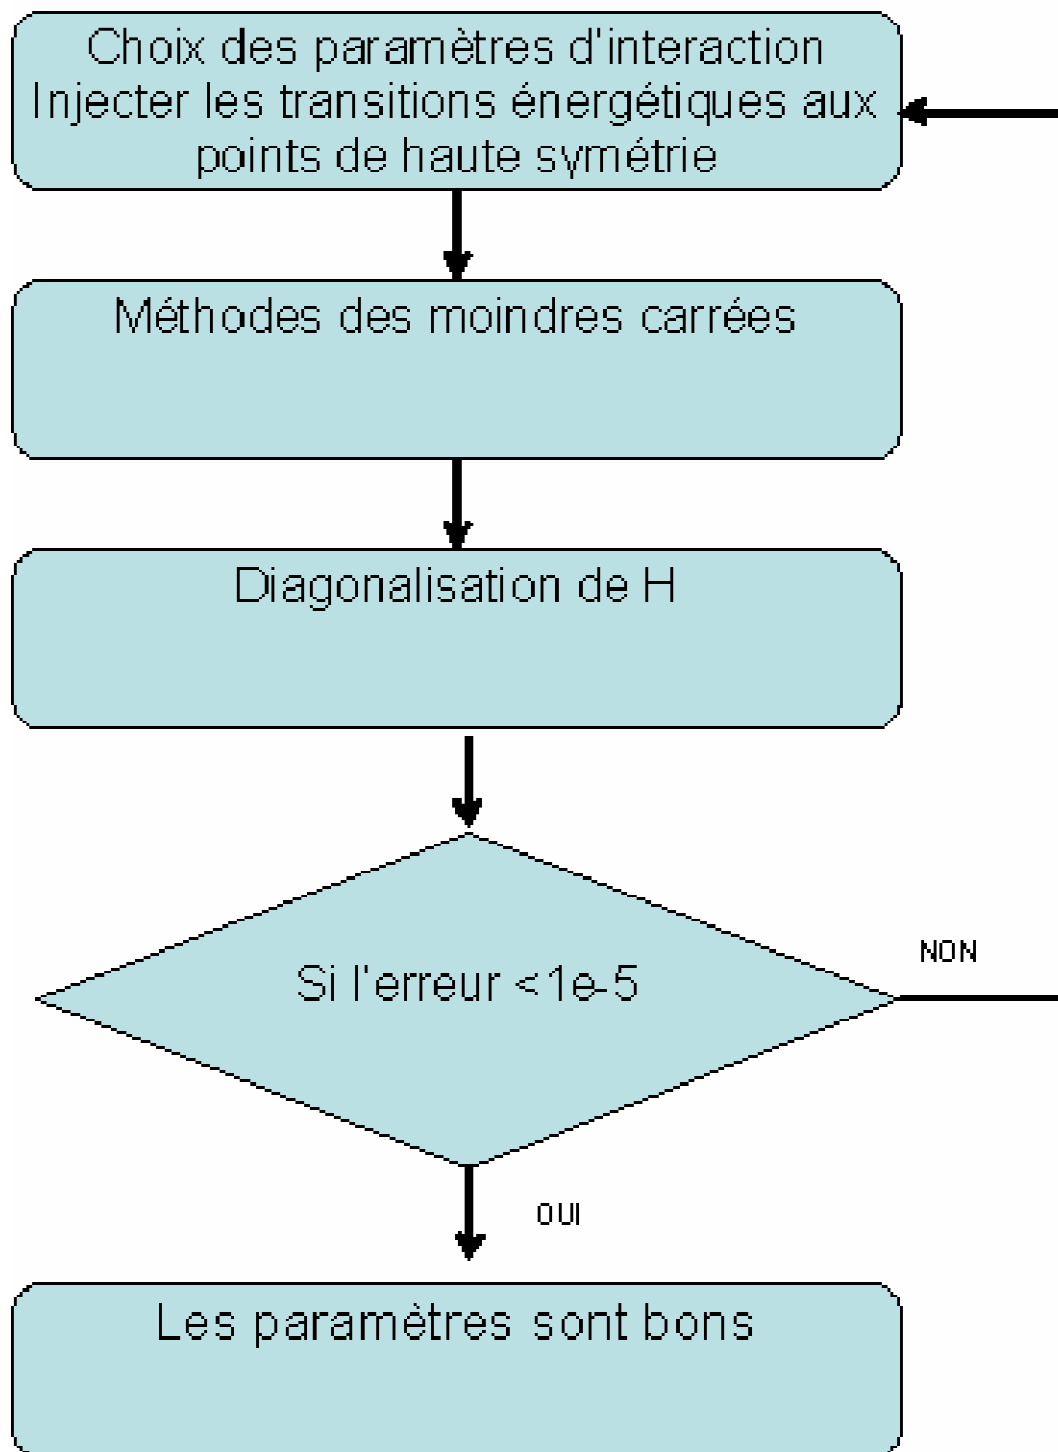 Choix des paramètres d'interaction
Injecter les transitions énergétiques aux
points de haute symétrie
Méthodes des moindres carrées
Diagonalisation de H
Si l'erreur <1e-5
NON
OUI
Les paramètres sont bons